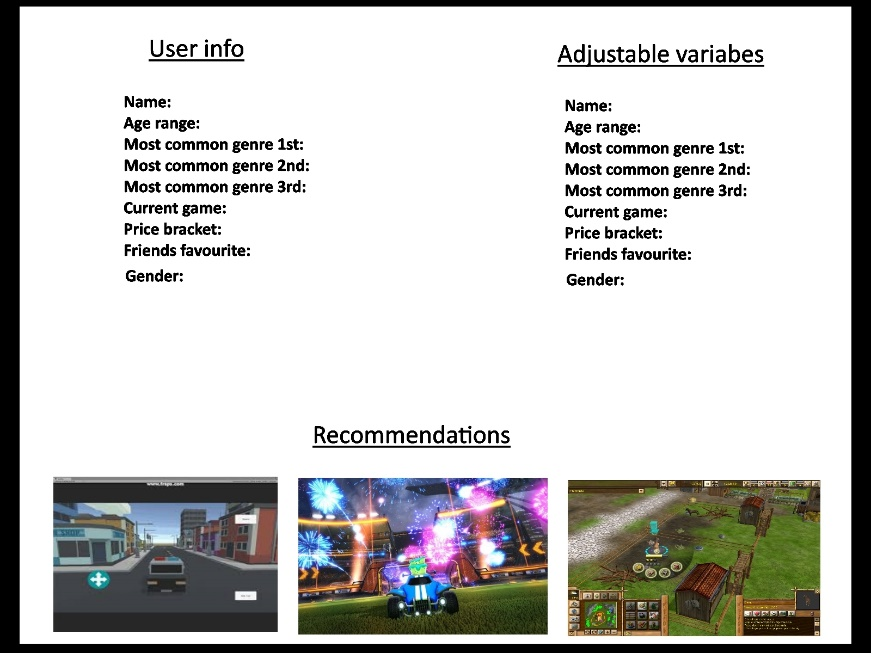 User info
Name:
Age range:
Most common genre 1st:
Most common genre 2nd:
Most common genre 3rd:
Current game:
Price bracket:
Friends favourite:
Gender:
Adjustable variabes
Name:
Age range:
Most common genre 1st:
Most common genre 2nd:
Most common genre 3rd:
Current game:
Price bracket:
Friends favourite:
Gender:
Recommendations